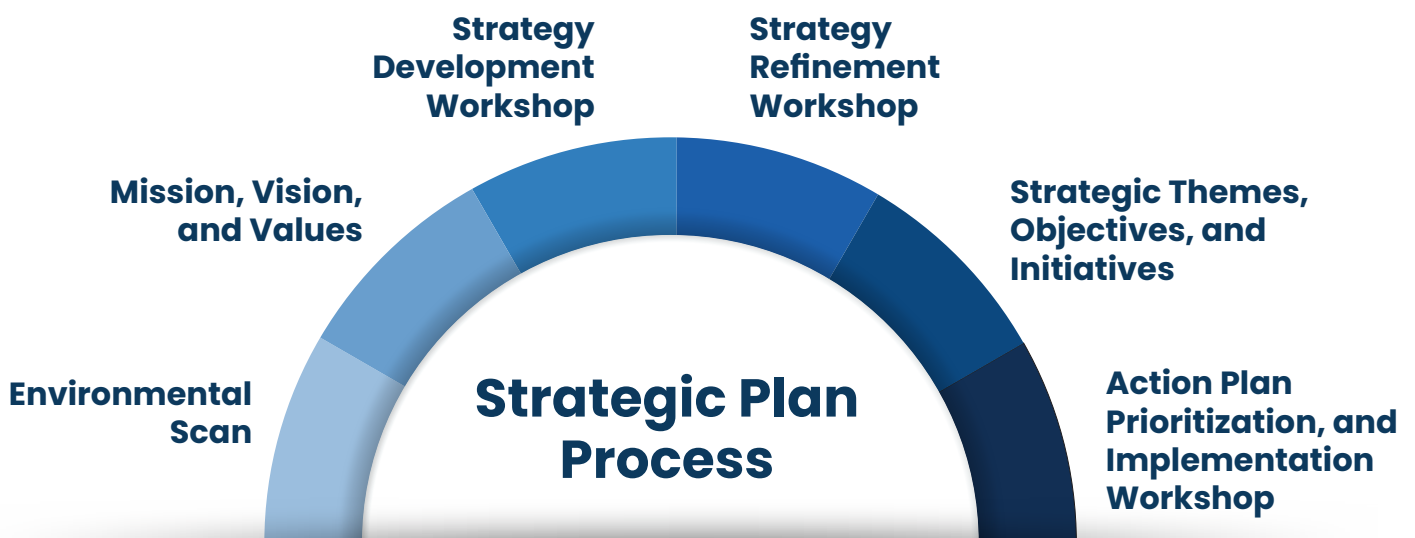 Environmental
Scan
Mission, Vision,
and Values
Strategy
Development
Workshop
Strategy
Refinement
Workshop
Strategic Themes,
Objectives, and
Initiatives
Action Plan
Prioritization, and
Implementation
Workshop
Strategic Plan
Process